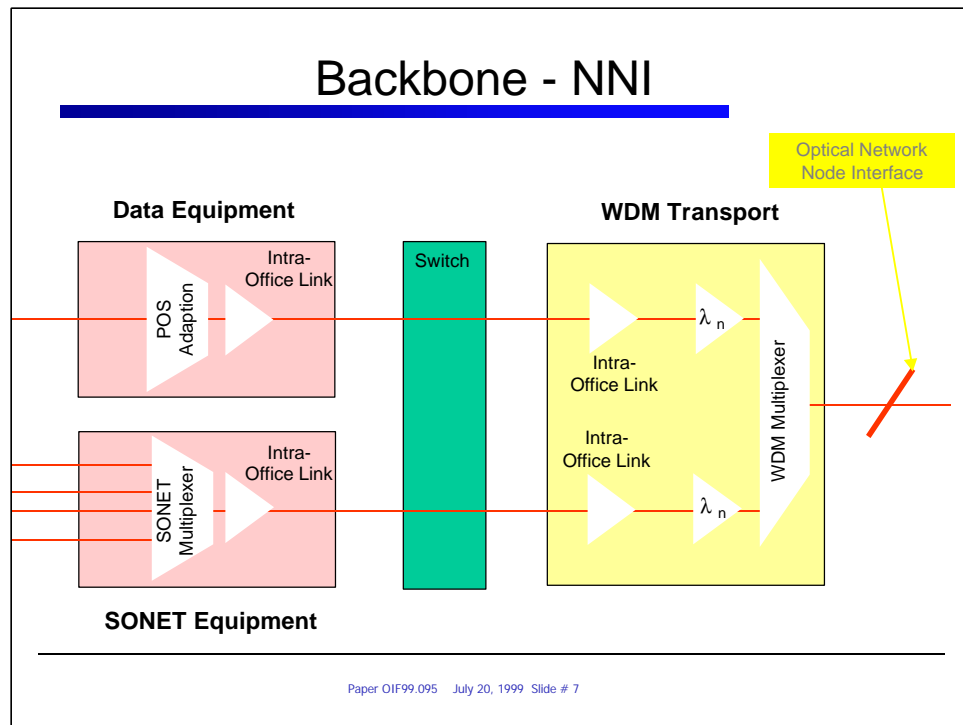 Backbone - NNI
Optical Network
Node Interface
Data Equipment
WDM Transport
Intra-
Office Link
POS
Adaption
Switch
Intra-
Office Link
λ n
WDM Multiplexer
Intra-
Office Link
SONET
Multiplexer
Intra-
Office Link
λ n
SONET Equipment
Paper OIF99.095 July 20, 1999 Slide # 7